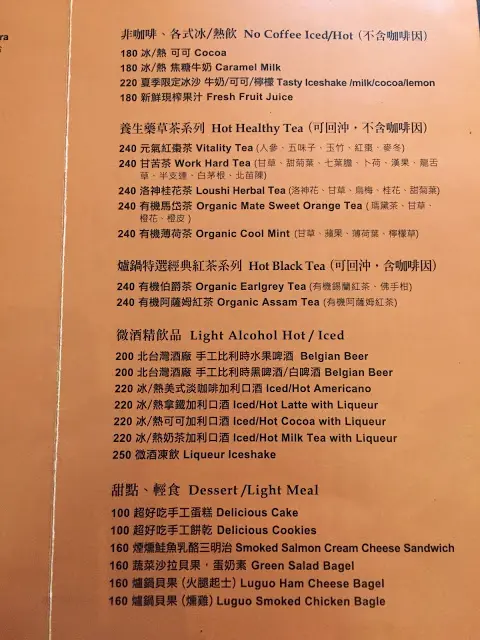 ra
非咖啡、各式冰/熱飲 No Coffee Iced/Hot (不含咖啡因)
180 冰/熱 可可 Cocoa
180 冰/熱 焦糖牛奶 Caramel Milk
220 夏季限定冰沙 牛奶/可可/檸檬 Tasty Iceshake /milk/cocoa/lemon
180 新鮮現榨果汁 Fresh Fruit Juice
養生藥草茶系列 Hot Healthy Tea (可回沖，不含咖啡因)
240 元氣紅棗茶 Vitality Tea (人參、五味子、玉竹、紅棗、麥冬)
240 甘苦茶 Work Hard Tea (甘草、甜菊葉、七葉膽、卜荷、漢果、龍舌
草、半支蓮、白茅根、北茵陳)
240 洛神桂花茶 Loushi Herbal Tea (洛神花、甘草、烏梅、桂花、甜菊葉)
240 有機馬岱茶 Organic Mate Sweet Orange Tea (瑪黛茶、甘草、
橙花、橙皮)
240 有機薄荷茶 Organic Cool Mint (甘草、蘋果、薄荷葉、檸檬草)
爐鍋特選經典紅茶系列 Hot Black Tea (可回沖，含咖啡因)
240 有機伯爵茶 Organic Earlgrey Tea (有機錫蘭紅茶、佛手柑)
240 有機阿薩姆紅茶 Organic Assam Tea (有機阿薩姆紅茶)
微酒精飲品 Light Alcohol Hot / Iced
200 北台灣酒廠 手工比利時水果啤酒 Belgian Beer
200 北台灣酒廠 手工比利時黑啤酒/白啤酒 Belgian Beer
220 冰/熱美式淡咖啡加利口酒 Iced/Hot Americano
220 冰/熱拿鐵加利口酒 Iced/Hot Latte with Liqueur
220 冰/熱可可加利口酒 Iced/Hot Cocoa with Liqueur
220 冰/熱奶茶加利口酒 Iced/Hot Milk Tea with Liqueur
250 微酒凍飲 Liqueur Iceshake
甜點、輕食 Dessert /Light Meal
100 超好吃手工蛋糕 Delicious Cake
100 超好吃手工餅乾 Delicious Cookies
160 煙燻鮭魚乳酪三明治 Smoked Salmon Cream Cheese Sandwich
160 蔬菜沙拉貝果，蛋奶素 Green Salad Bagel
160 爐鍋貝果 (火腿起士) Luguo Ham Cheese Bagel
160 爐鍋貝果 (燻雞) Luguo Smoked Chicken Bagle